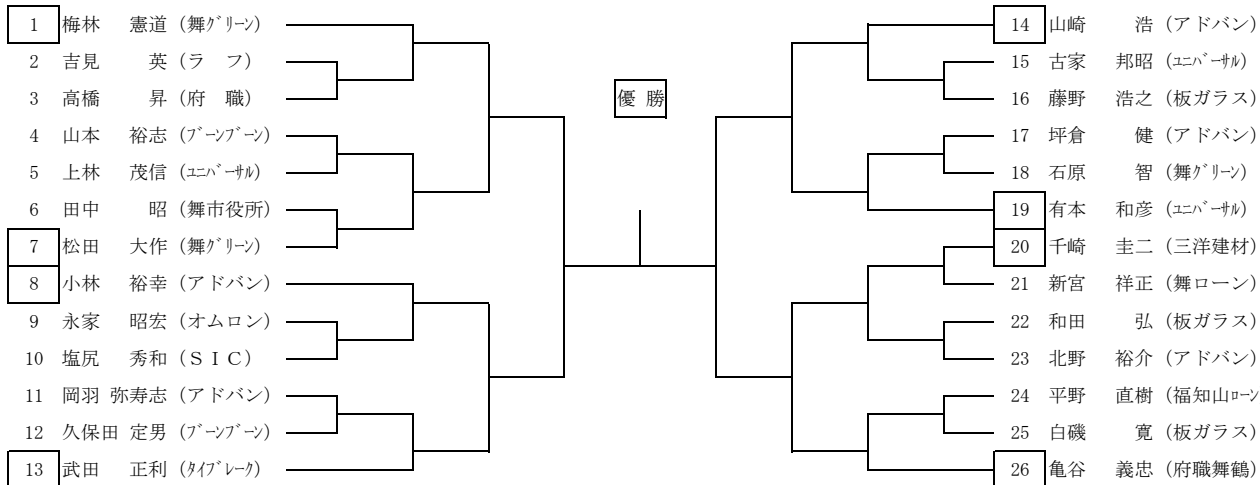 1 梅林 憲道 (舞グリーン)
2 吉見 英 (ラ フ)
3 高橋 昇 (府 職)
4 山本 裕志 (ブーンブーン)
5 上林 茂信 (ユニバーサル)
6 田中 昭 (舞市役所)
7 松田 大作 (舞グリーン)
8 小林 裕幸 (アドバン)
9 永家 昭宏 (オムロン)
10 塩尻 秀和 (ＳＩＣ)
11 岡羽 弥寿志 (アドバン)
12 久保田 定男 (ブーンブーン)
13 武田 正利 (タイブレーク)
優 勝
14 山崎 浩 (アドバン)
15 古家 邦昭 (ユニバーサル)
16 藤野 浩之 (板ガラス)
17 坪倉 健 (アドバン)
18 石原 智 (舞グリーン)
19 有本 和彦 (ユニバーサル)
20 千崎 圭二 (三洋建材)
21 新宮 祥正 (舞ローン)
22 和田 弘 (板ガラス)
23 北野 裕介 (アドバン)
24 平野 直樹 (福知山ローン
25 白磯 寛 (板ガラス)
26 亀谷 義忠 (府職舞鶴)